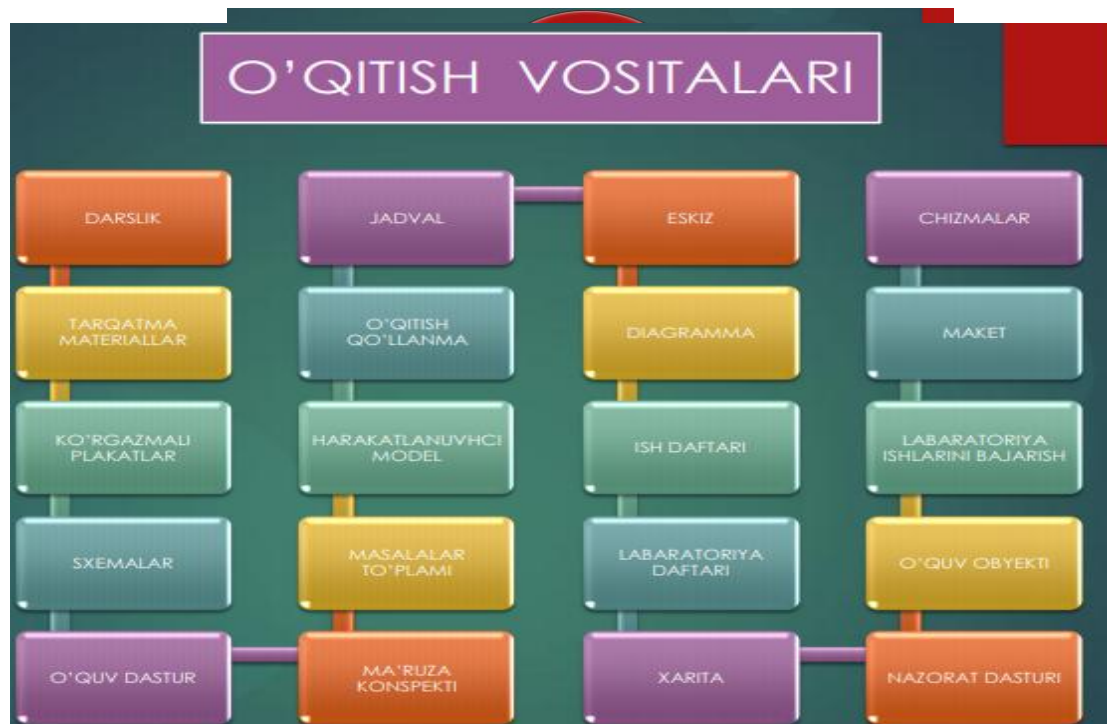 O’QITISH VOSITALARI
DARSLIK
JADVAL
ESKIZ
CHIZMALAR
TARQATMA
MATERIALLAR
O’QITISH
QO’LLANMA
DIAGRAMMA
MAKET
KO’RGAZMALI
PLAKATLAR
HARAKATLANUVHCI
MODEL
ISH DAFTARI
LABARATORIYA
ISHLARINI BAJARISH
SXEMALAR
MASALALAR
TO’PLAMI
LABARATORIYA
DAFTARI
O’QUV OBYEKTI
O’QUV DASTUR
MA’RUZA
KONSPEKTI
XARITA
NAZORAT DASTURI